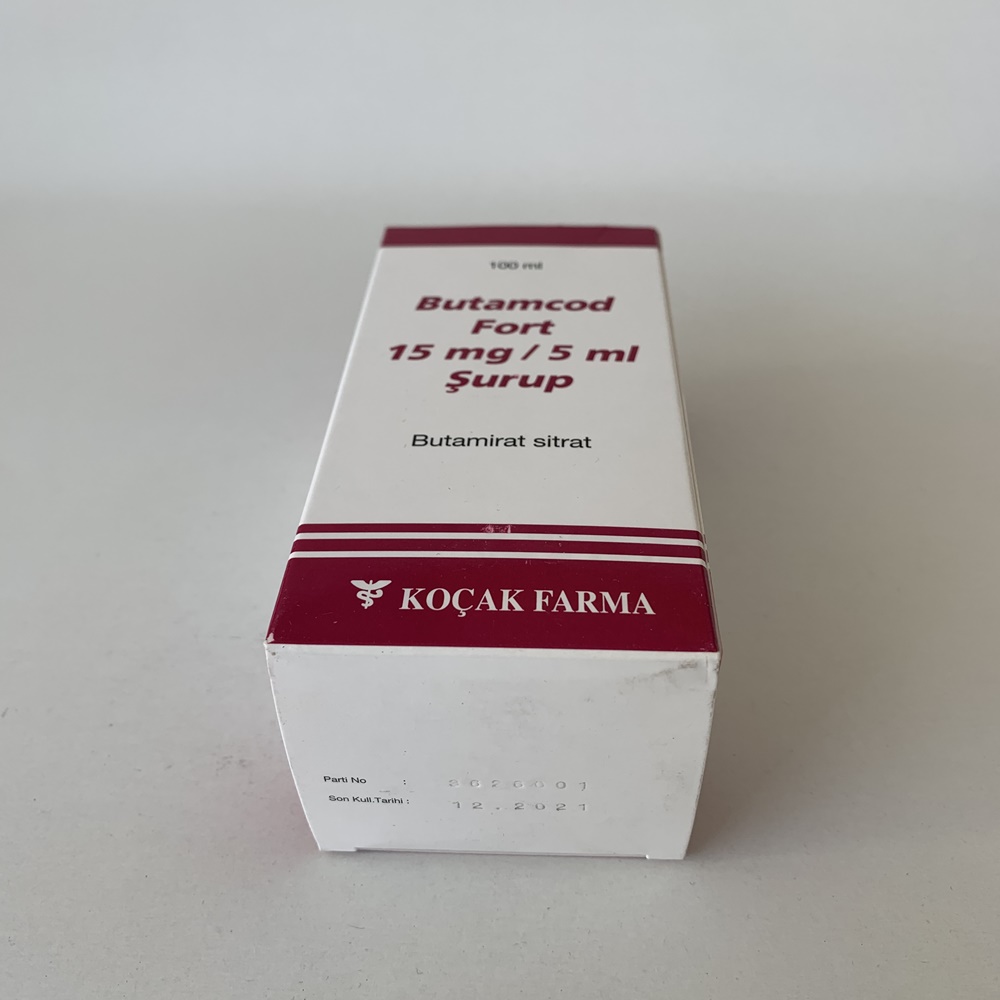 100 ml
Butamcod
Fort
15 mg / 5 ml
Şurup
Butamirat sitrat
KOÇAK FARMA
Parti No :
Son Kull.Tarihi : 12.2021